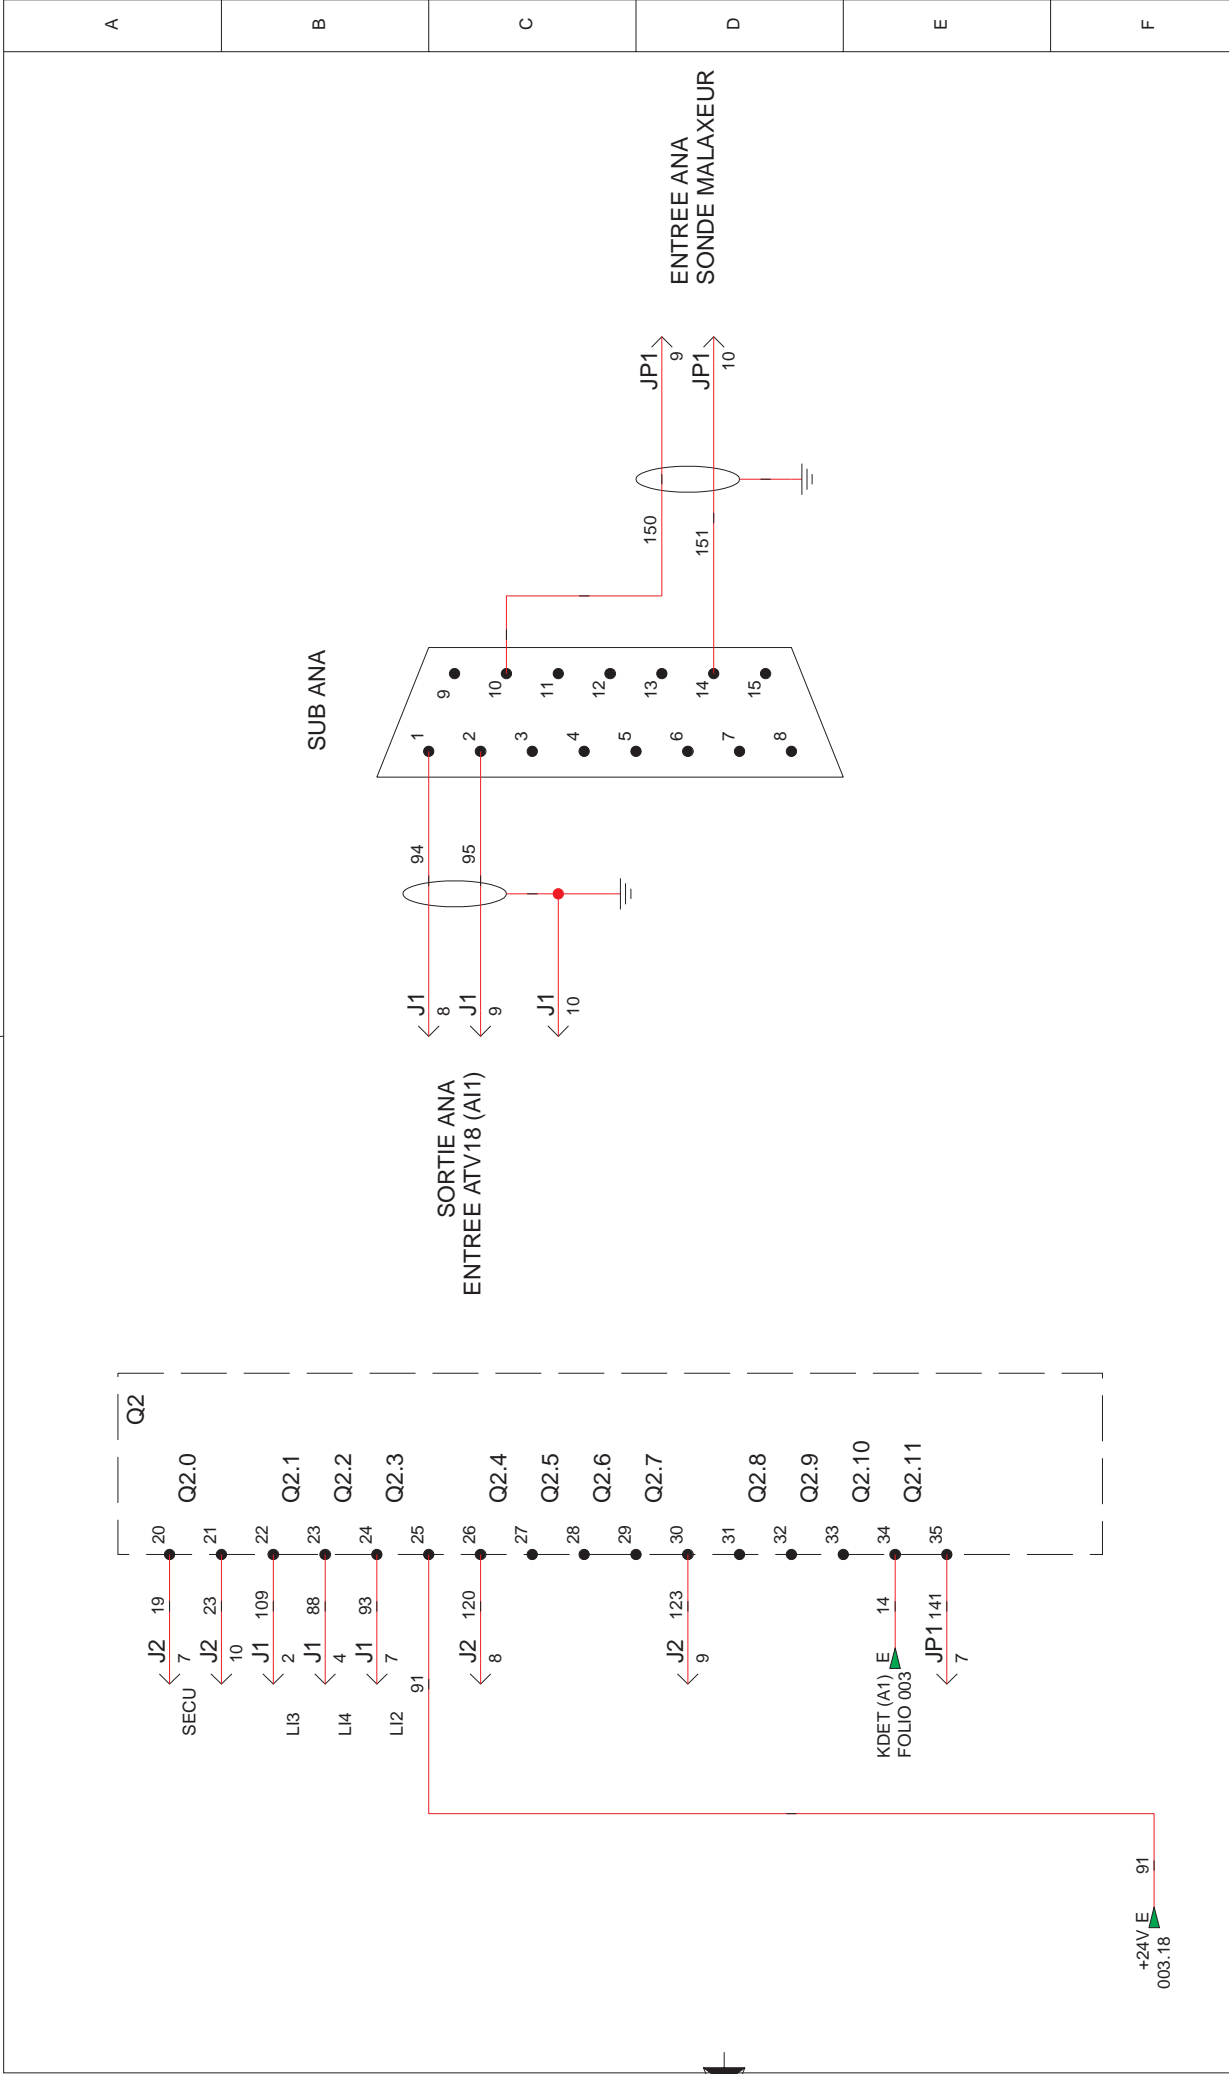 A
B
C
D
E
F
ENTREE ANA
SONDE MALAXEUR
JP1
9
JP1
10
150
151
SUB ANA
9
10
11
12
13
14
15
1
2
3
4
5
6
7
8
94
95
J1
8
J1
9
J1
10
SORTIE ANA
ENTREE ATV18 (AI1)
Q2
Q2.0
Q2.1
Q2.2
Q2.3
Q2.4
Q2.5
Q2.6
Q2.7
Q2.8
Q2.9
Q2.10
Q2.11
20
21
22
23
24
25
26
27
28
29
30
31
32
33
34
35
19
23
109
88
93
91
120
123
14
141
J2
7
J2
10
J1
2
J1
4
J1
7
J2
8
J2
9
JP1
7
SECU
LI3
LI4
LI2
KDET (A1) E
FOLIO 003
91
+24V E
003.18